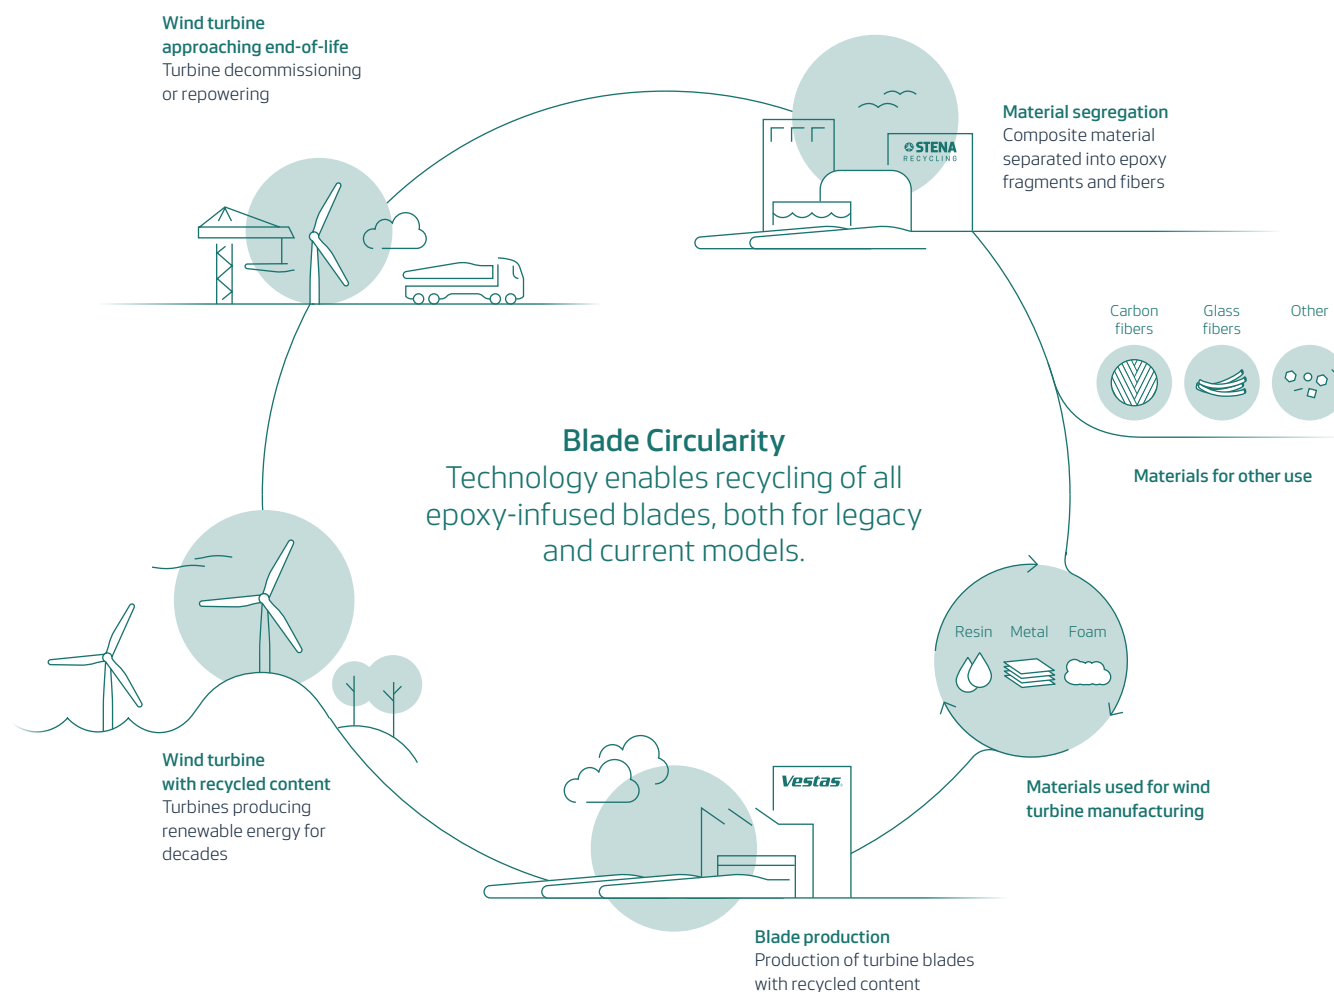 Wind turbine
approaching end-of-life
Turbine decommissioning
or repowering
STENA
RECYCLING
Material segregation
Composite material
separated into epoxy
fragments and fibers
Carbon
fibers
Glass
fibers
Other
Materials for other use
Blade Circularity
Technology enables recycling of all
epoxy-infused blades, both for legacy
and current models.
Resin Metal Foam
Materials used for wind
turbine manufacturing
Wind turbine
with recycled content
Turbines producing
renewable energy for
decades
Vestas
Blade production
Production of turbine blades
with recycled content